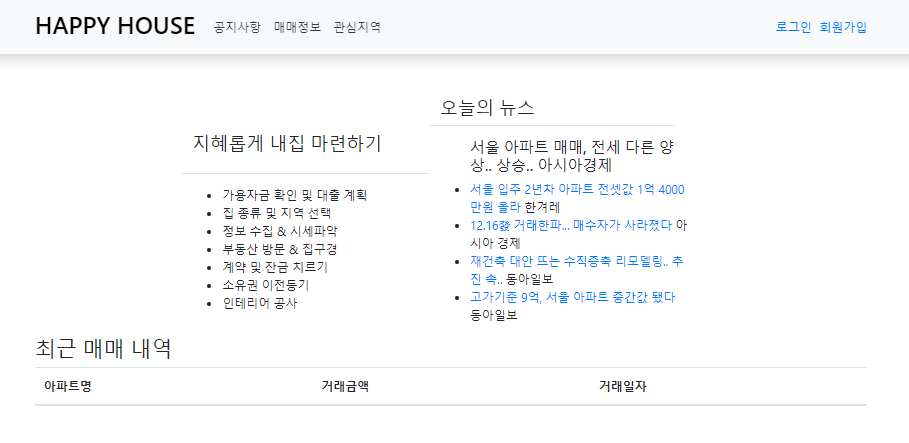 HAPPY HOUSE 공지사항 매매정보 관심지역 로그인 회원가입
지혜롭게 내집 마련하기
가용자금 확인 및 대출 계획
집 종류 및 지역 선택
정보 수집 & 시세파악
부동산 방문 & 집구경
계약 및 잔금 치르기
소유권 이전등기
인테리어 공사
오늘의 뉴스
서울 아파트 매매, 전세 다른 양
상.. 상승.. 아시아경제
서울 입주 2년차 아파트 전셋값 1억 4000
만원 올라 한겨레
12.16發 거래한파... 매수자가 사라졌다 아
시아 경제
재건축 대안 뜨는 수직증축 리모델링.. 추
진 속.. 동아일보
고가기준 9억, 서울 아파트 중간값 됐다
동아일보
최근 매매 내역
아파트명 거래금액 거래일자